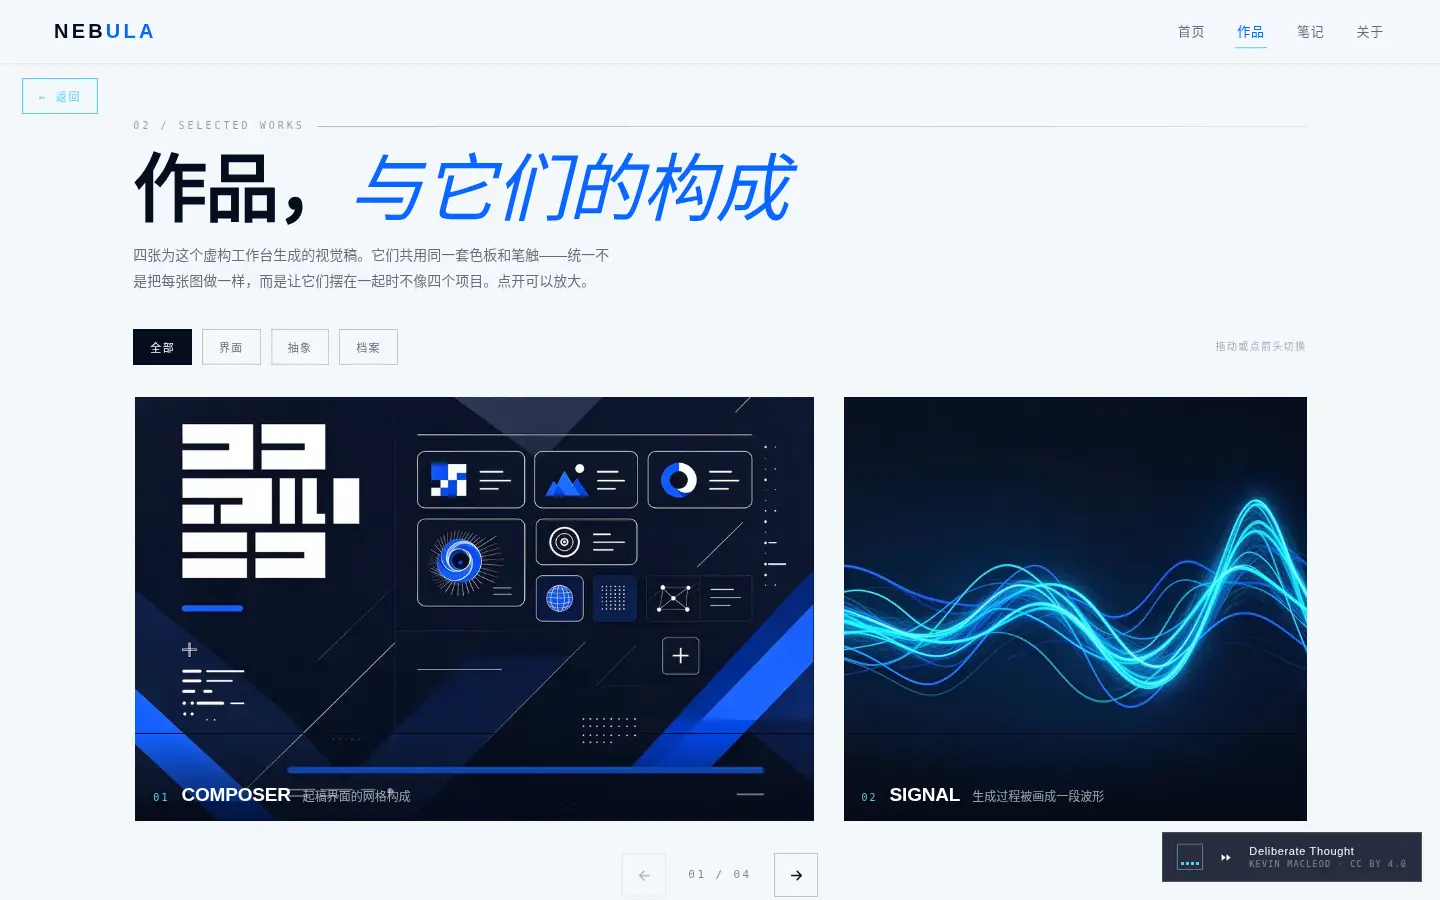 NEBULA
首页 作品 笔记 关于
← 返回
02 / SELECTED WORKS
作品，与它们的构成
四张为这个虚构工作台生成的视觉稿。它们共用同一套色板和笔触——统一不
是把每张图做一样，而是让它们摆在一起时不像四个项目。点开可以放大。
全部 界面 抽象 档案
拖动或点箭头切换
01 COMPOSER 起稿界面的网格构成
02 SIGNAL 生成过程被画成一段波形
← 01 / 04 →
Deliberate Thought
KEVIN MACLEOD · CC BY 4.0